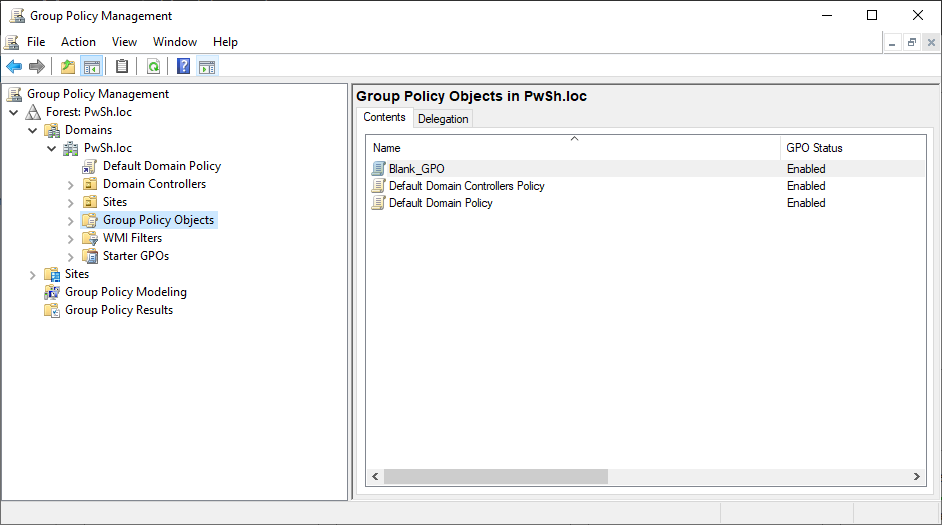 Group Policy Management
File Action View Window Help
Group Policy Management
Forest: PwSh.loc
Domains
PwSh.loc
Default Domain Policy
Domain Controllers
Sites
Group Policy Objects
WMI Filters
Starter GPOs
Sites
Group Policy Modeling
Group Policy Results
Group Policy Objects in PwSh.loc
Contents Delegation
Name GPO Status
Blank_GPO Enabled
Default Domain Controllers Policy Enabled
Default Domain Policy Enabled